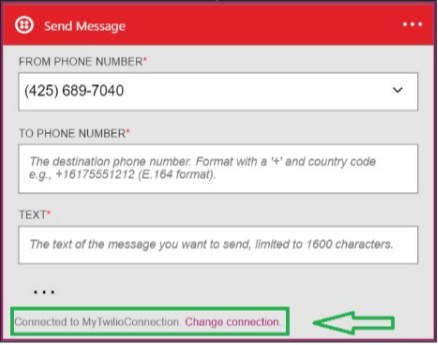 Send Message
FROM PHONE NUMBER*
(425) 689-7040
TO PHONE NUMBER*
The destination phone number. Format with a '+' and country code
e.g., +16175551212 (E.164 format).
TEXT*
The text of the message you want to send, limited to 1600 characters.
Connected to MyTwilioConnection. Change connection.